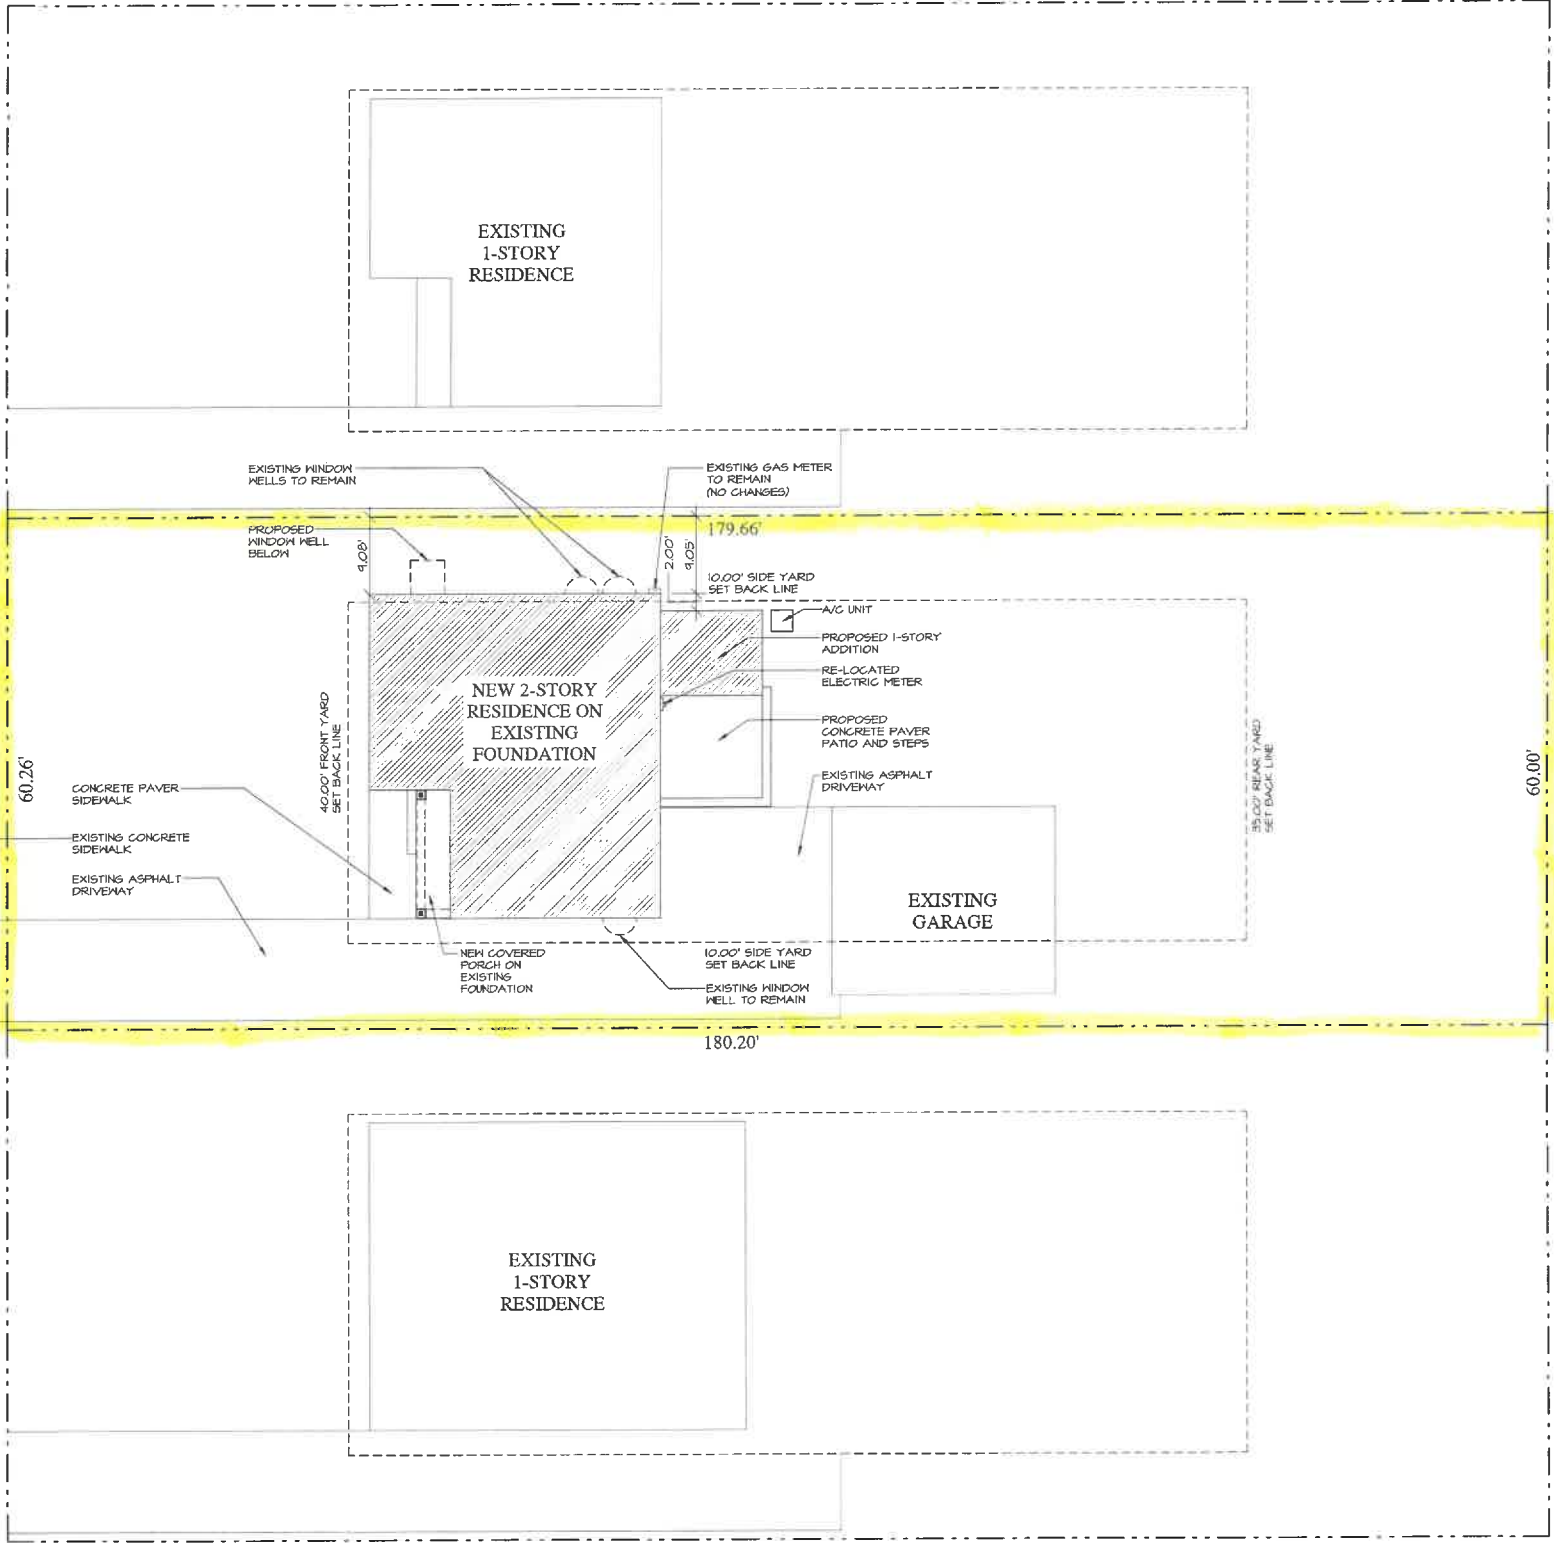 EXISTING
1-STORY
RESIDENCE
EXISTING WINDOW
WELLS TO REMAIN
EXISTING GAS METER
TO REMAIN
(NO CHANGES)
PROPOSED
WINDOW WELL
BELOW
9.08'
2.00'
9.05'
179.66'
10.00' SIDE YARD
SET BACK LINE
A/C UNIT
PROPOSED 1-STORY
ADDITION
RE-LOCATED
ELECTRIC METER
NEW 2-STORY
RESIDENCE ON
EXISTING
FOUNDATION
PROPOSED
CONCRETE PAVER
PATIO AND STEPS
40.00' FRONT YARD
SET BACK LINE
35.00' REAR YARD
SET BACK LINE
60.26'
60.00'
EXISTING ASPHALT
DRIVEWAY
CONCRETE PAVER
SIDEWALK
EXISTING CONCRETE
SIDEWALK
EXISTING ASPHALT
DRIVEWAY
EXISTING
GARAGE
NEW COVERED
PORCH ON
EXISTING
FOUNDATION
10.00' SIDE YARD
SET BACK LINE
EXISTING WINDOW
WELL TO REMAIN
180.20'
EXISTING
1-STORY
RESIDENCE